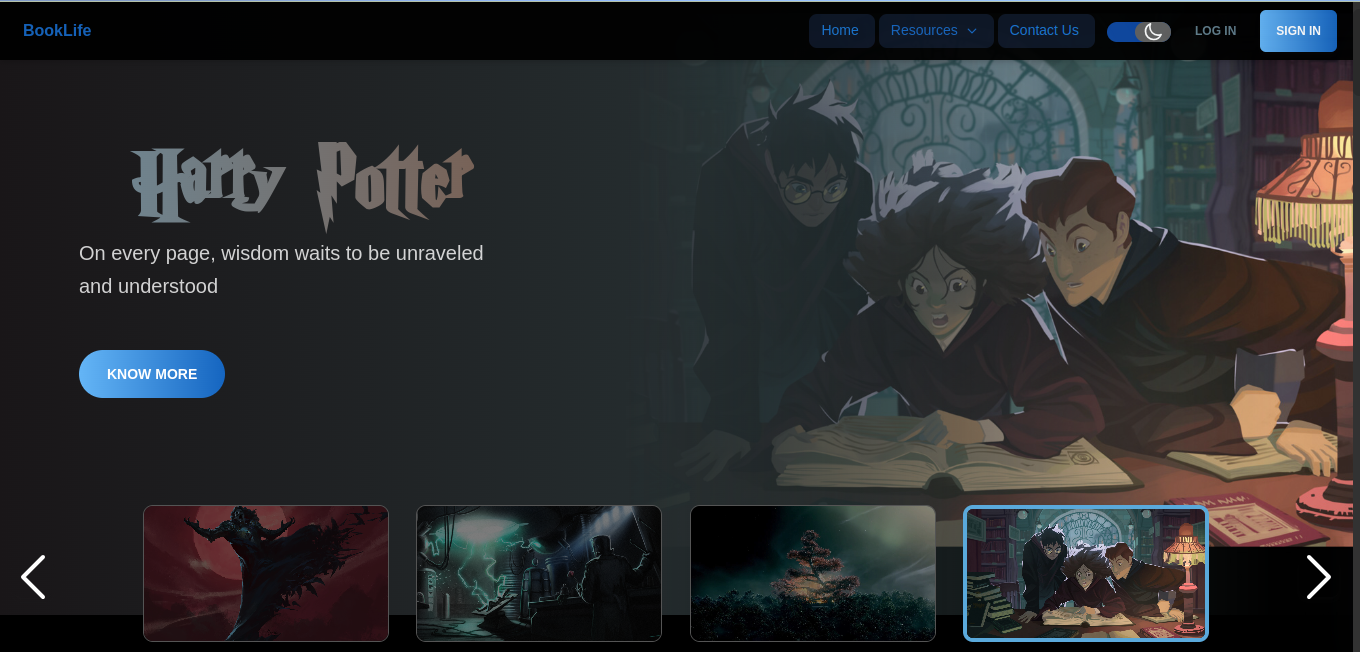 BookLife
Home
Resources
Contact Us
LOG IN
SIGN IN
Harry Potter
On every page, wisdom waits to be unraveled
and understood
KNOW MORE